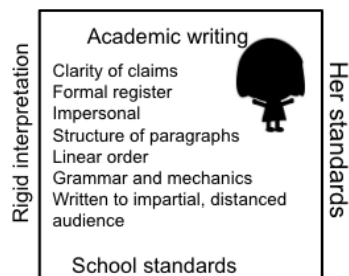 Academic writing
Clarity of claims
Formal register
Impersonal
Structure of paragraphs
Linear order
Grammar and mechanics
Written to impartial, distanced
audience
School standards
Rigid interpretation
Her standards